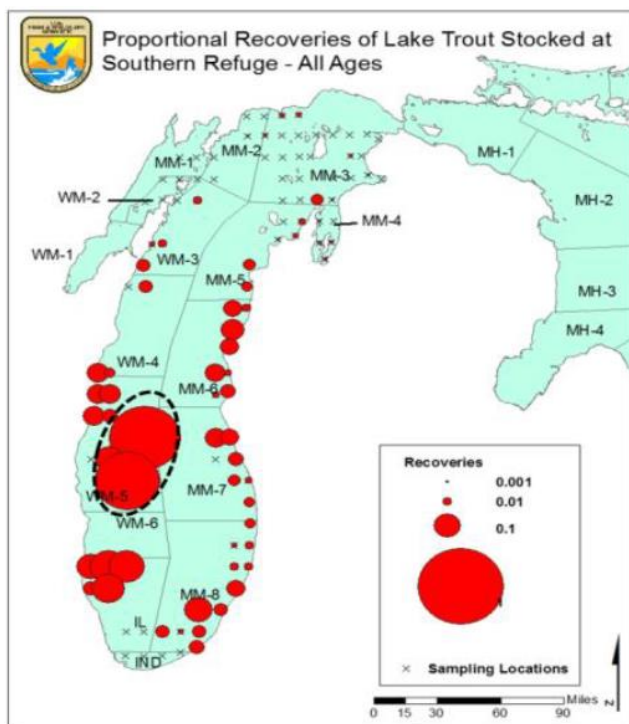 U.S.
FISH & WILDLIFE
SERVICE
Proportional Recoveries of Lake Trout Stocked at
Southern Refuge - All Ages
MM-1
MM-2
MH-1
WM-2
MM-3
MM-4
MH-2
WM-1
WM-3
MM-5
MH-3
MH-4
WM-4
MM-6
WM-5
MM-7
WM-6
MM-8
IL
IND
Recoveries
0.001
0.01
0.1
1
× Sampling Locations
Miles
0 15 30 60 90
N